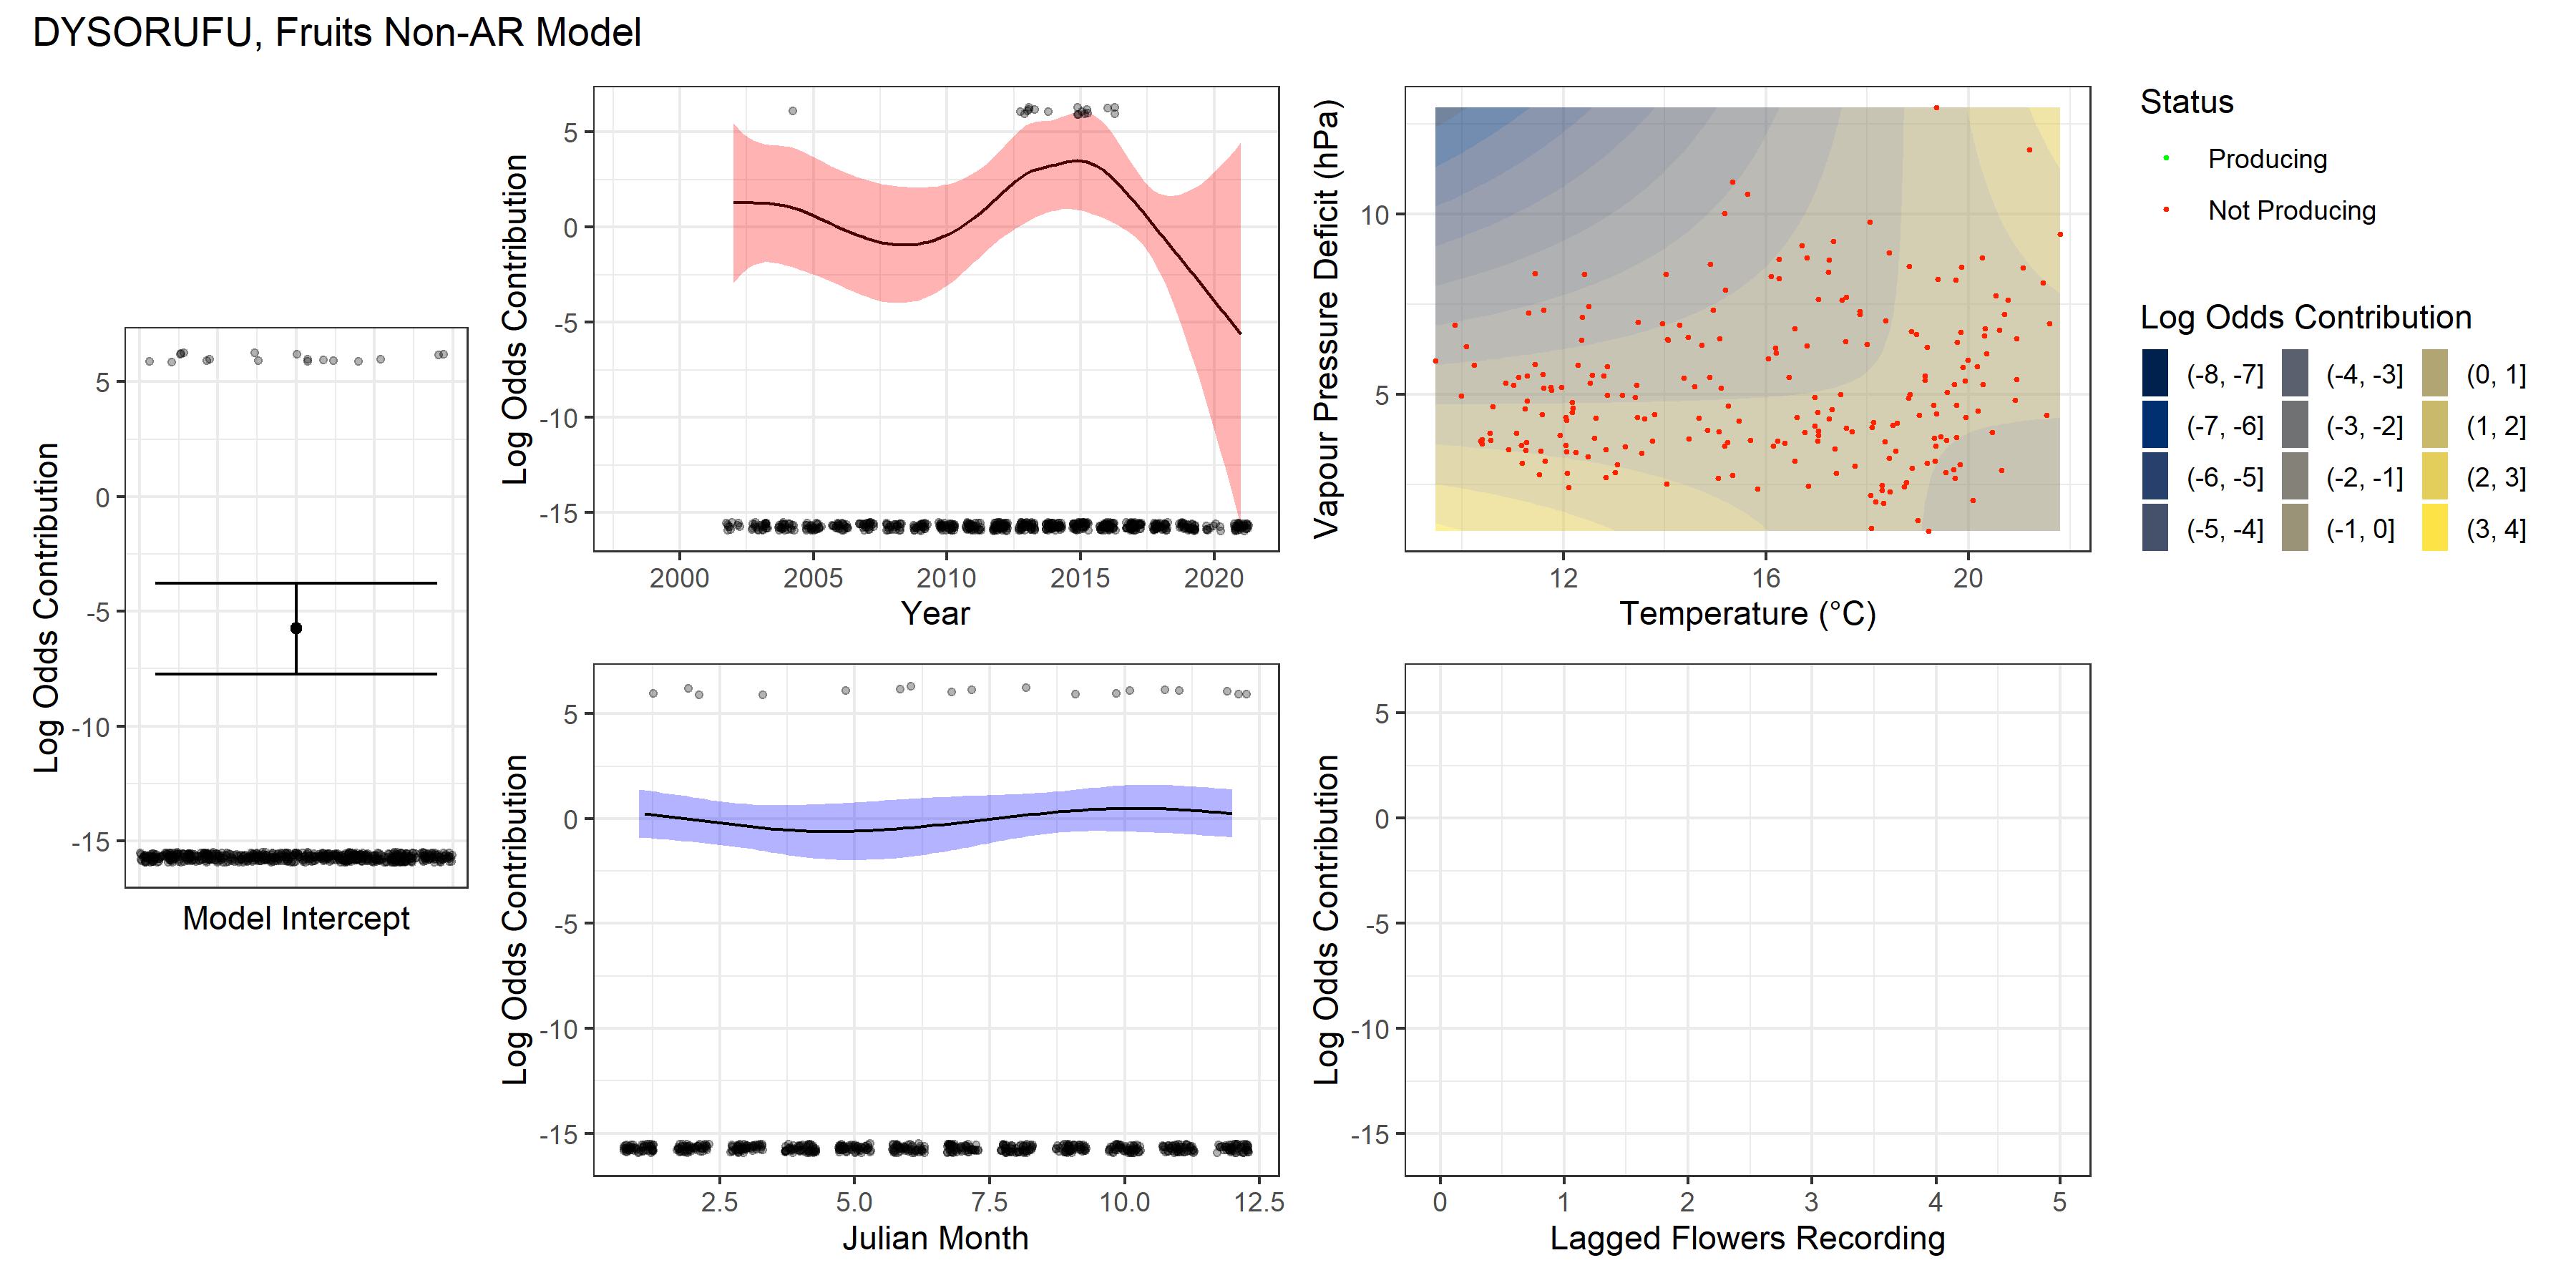 DYSORUFU, Fruits Non-AR Model
Log Odds Contribution
5
0
-5
-10
-15
Model Intercept
Log Odds Contribution
5
0
-5
-10
-15
2000 2005 2010 2015 2020
Year
Vapour Pressure Deficit (hPa)
10
5
12 16 20
Temperature (°C)
Status
Producing
Not Producing
Log Odds Contribution
(-8, -7] (-4, -3] (0, 1]
(-7, -6] (-3, -2] (1, 2]
(-6, -5] (-2, -1] (2, 3]
(-5, -4] (-1, 0] (3, 4]
Log Odds Contribution
5
0
-5
-10
-15
2.5 5.0 7.5 10.0 12.5
Julian Month
Log Odds Contribution
5
0
-5
-10
-15
0 1 2 3 4 5
Lagged Flowers Recording